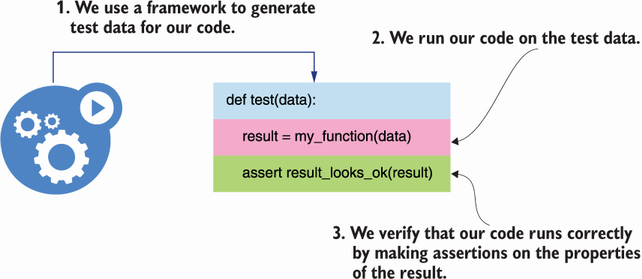 1. We use a framework to generate
test data for our code.
2. We run our code on the test data.
def test(data):
result = my_function(data)
assert result_looks_ok(result)
3. We verify that our code runs correctly
by making assertions on the properties
of the result.